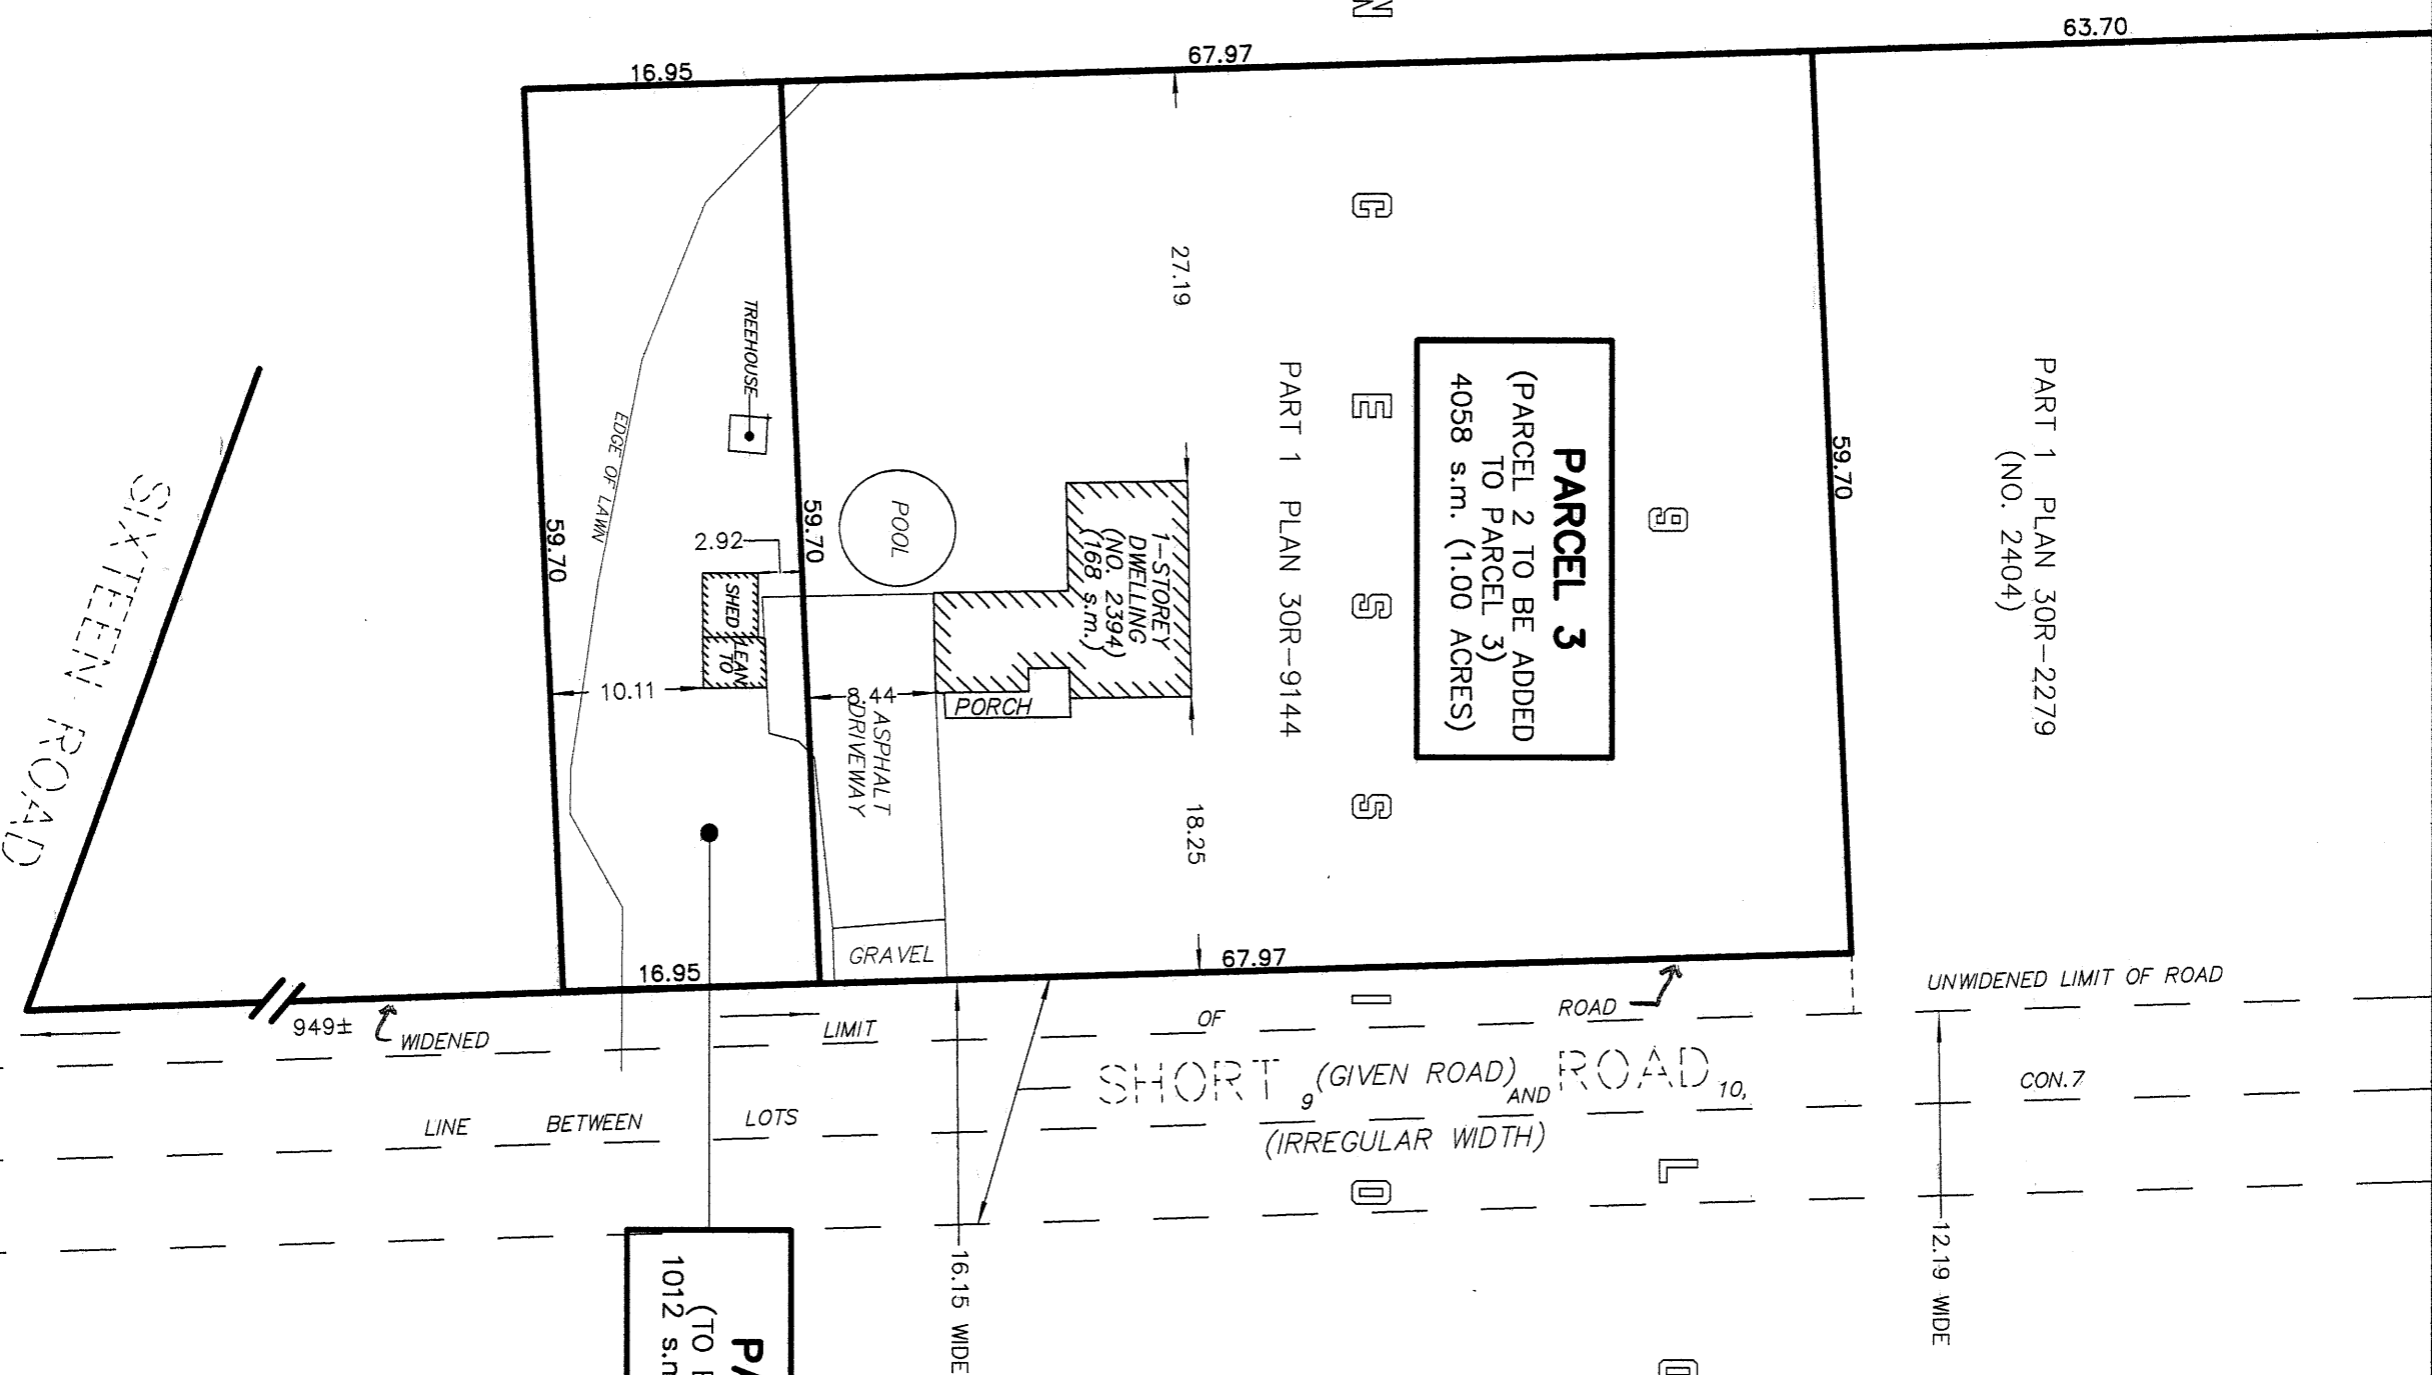 63.70
67.97
16.95
N
C
E
S
S
I
O
9
L
O
PART 1 PLAN 30R-2279
(NO. 2404)
59.70
PARCEL 3
(PARCEL 2 TO BE ADDED
TO PARCEL 3)
4058 s.m. (1.00 ACRES)
PART 1 PLAN 30R-9144
27.19
18.25
1-STOREY
DWELLING
(NO. 2394)
(168 s.m.)
PORCH
POOL
59.70
8.44
ASPHALT
DRIVEWAY
GRAVEL
TREEHOUSE
2.92
SHED
LEAN
TO
10.11
EDGE OF LAWN
59.70
SIXTEEN ROAD
16.95
67.97
949±
WIDENED LIMIT OF ROAD
UNWIDENED LIMIT OF ROAD
SHORT (GIVEN ROAD) ROAD
(IRREGULAR WIDTH)
LINE BETWEEN LOTS 9 AND 10, CON.7
16.15 WIDE
12.19 WIDE
1012